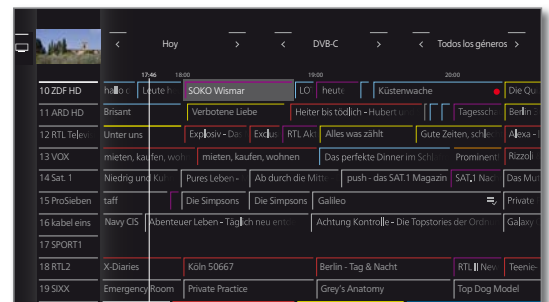 Hoy DVB-C Todos los géneros
17:46 18:00 19:00 20:00
10 ZDF HD hallo Leute h SOKO Wismar LO heute Küstenwache Die Qu
11 ARD HD Brisant Verbotene Liebe Heiter bis tödlich - Hubert u Tagesscha Berlin
12 RTL Televi Unter uns Explosiv - Das Exclus RTL Akt Alles was zählt Gute Zeiten, schle Alexa -
13 VOX mieten, kaufen, wohn mieten, kaufen, wohnen Das perfekte Dinner im Schl Prominent Rizzoli
14 Sat. 1 Niedrig und Kuh Pures Leben - Ab durch die Mitte push - das SAT.1 Magazin SAT.1 Nac Das Mu
15 ProSieben taff Die Simpsons Die Simpsons Galileo Private
16 kabel eins Navy CIS Abenteuer Leben - Täglich neu ent Achtung Kontrolle - Die Topstories der Ordnu Galaxy
17 SPORT1
18 RTL2 X-Diaries Köln 50667 Berlin - Tag & Nacht RTL II New Teenie-
19 SIXX Emergency Room Private Practice Grey's Anatomy Top Dog Model